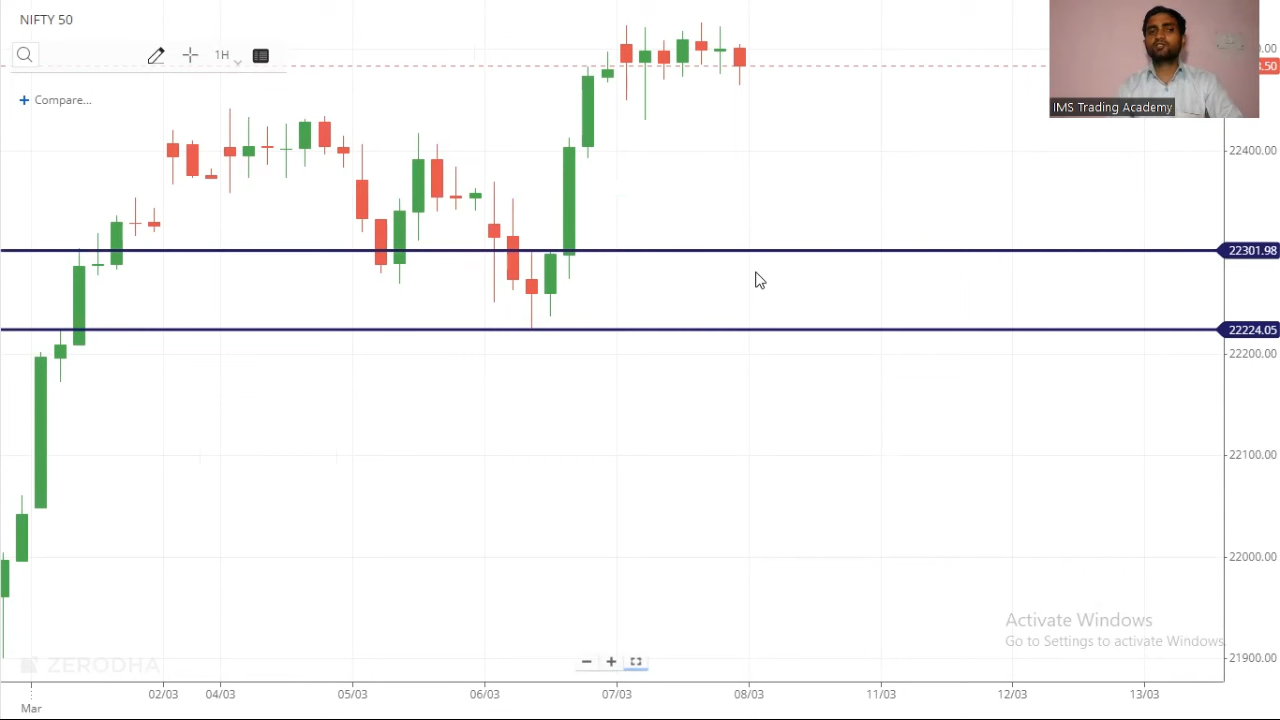 NIFTY 50
1H
+ Compare...
IMS Trading Academy
22400.00
22301.98
22224.05
22200.00
22100.00
22000.00
21900.00
Activate Windows
Go to Settings to activate Windows.
ZERODHA
02/03 04/03 05/03 06/03 07/03 08/03 11/03 12/03 13/03
Mar